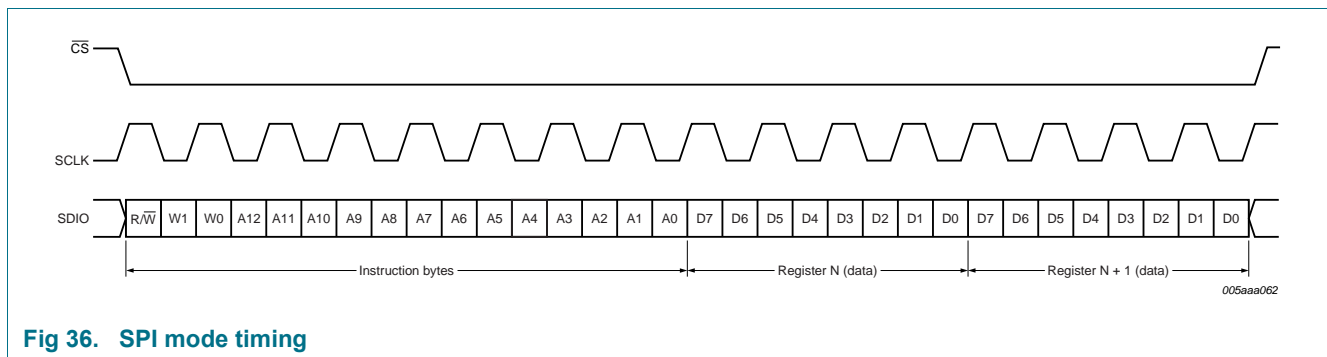 CS
SCLK
SDIO R/W W1 W0 A12 A11 A10 A9 A8 A7 A6 A5 A4 A3 A2 A1 A0 D7 D6 D5 D4 D3 D2 D1 D0 D7 D6 D5 D4 D3 D2 D1 D0
Instruction bytes Register N (data) Register N + 1 (data)
005aaa062
Fig 36. SPI mode timing